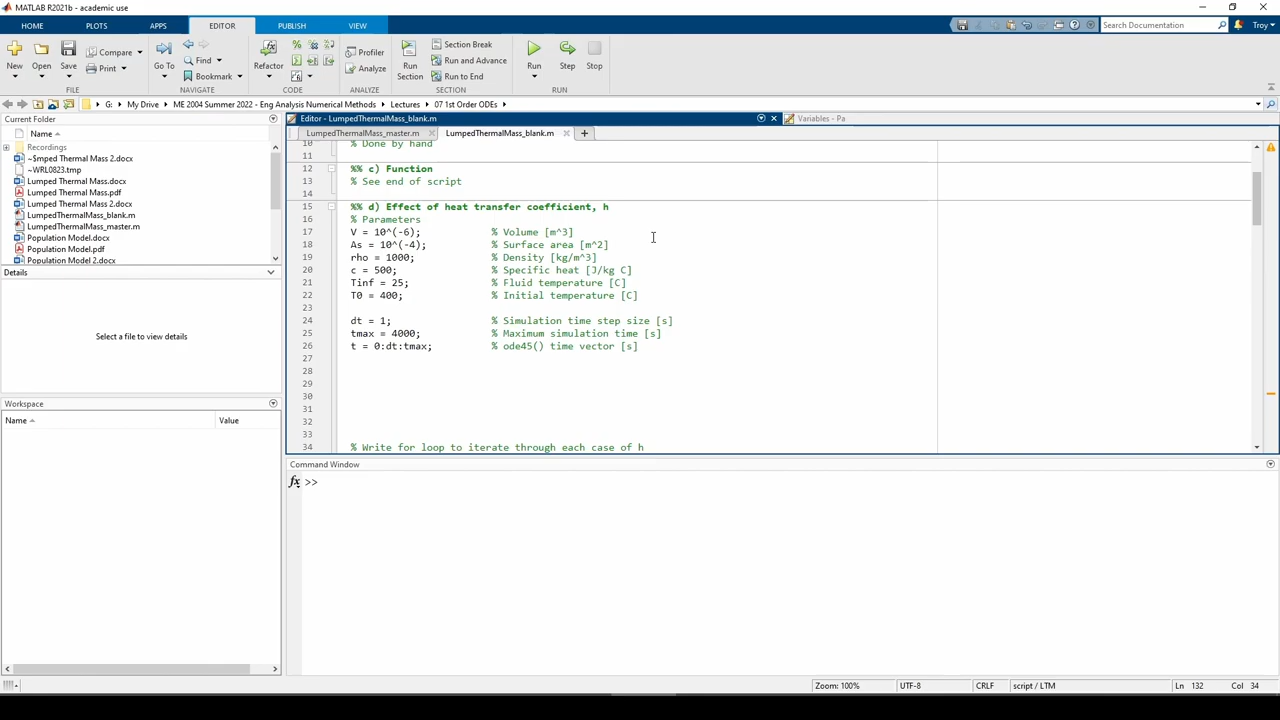 MATLAB R2021b - academic use
HOME PLOTS APPS EDITOR PUBLISH VIEW Search Documentation Troy
New Open Save Compare Print Go To Find Bookmark Refactor Profiler Analyze Run Section Section Break Run and Advance Run to End Run Step Stop
FILE NAVIGATE CODE ANALYZE SECTION RUN
G: My Drive ME 2004 Summer 2022 - Eng Analysis Numerical Methods Lectures 07 1st Order ODEs
Current Folder
Name
Recordings
~$mped Thermal Mass 2.docx
~WRL0823.tmp
Lumped Thermal Mass.docx
Lumped Thermal Mass.pdf
LumpedThermalMass_blank.m
LumpedThermalMass_master.m
Population Model.docx
Population Model.pdf
Population Model 2.docx
Details
Select a file to view details
Workspace
Name Value
Editor - LumpedThermalMass_blank.m Variables - Pa
LumpedThermalMass_master.m LumpedThermalMass_blank.m
10 % Done by hand
11
12 %% c) Function
13 % See end of script
14
15 %% d) Effect of heat transfer coefficient, h
16 % Parameters
17 V = 10^(-6); % Volume [m^3]
18 As = 10^(-4); % Surface area [m^2]
19 rho = 1000; % Density [kg/m^3]
20 c = 500; % Specific heat [J/kg C]
21 Tinf = 25; % Fluid temperature [C]
22 T0 = 400; % Initial temperature [C]
23
24 dt = 1; % Simulation time step size [s]
25 tmax = 4000; % Maximum simulation time [s]
26 t = 0:dt:tmax; % ode45() time vector [s]
27
28
29
30
31
32
33
34 % Write for loop to iterate through each case of h
Command Window
fx >>
Zoom: 100% UTF-8 CRLF script / LTM Ln 132 Col 34